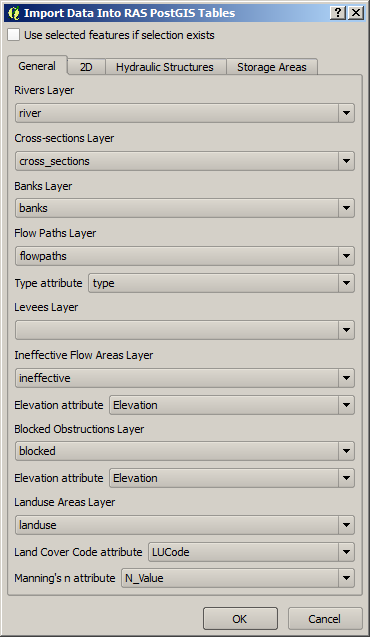 Import Data Into RAS PostGIS Tables
Use selected features if selection exists
General 2D Hydraulic Structures Storage Areas
Rivers Layer
river
Cross-sections Layer
cross_sections
Banks Layer
banks
Flow Paths Layer
flowpaths
Type attribute type
Levees Layer
Ineffective Flow Areas Layer
ineffective
Elevation attribute Elevation
Blocked Obstructions Layer
blocked
Elevation attribute Elevation
Landuse Areas Layer
landuse
Land Cover Code attribute LUCode
Manning's n attribute N_Value
OK Cancel